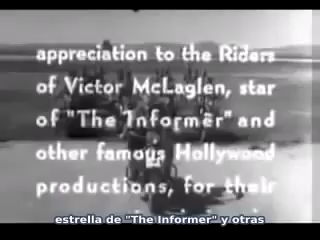 appreciation to the Riders
of Victor McLaglen, star
of "The Informer" and
other famous Hollywood
productions, for their
estrella de "The Informer" y otras